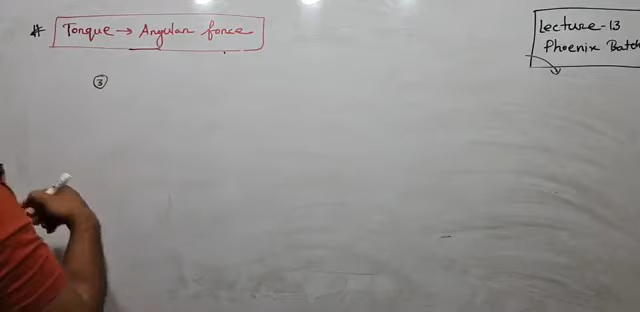 # Torque → Angular force
Lecture-13
Phoenix Batch
③